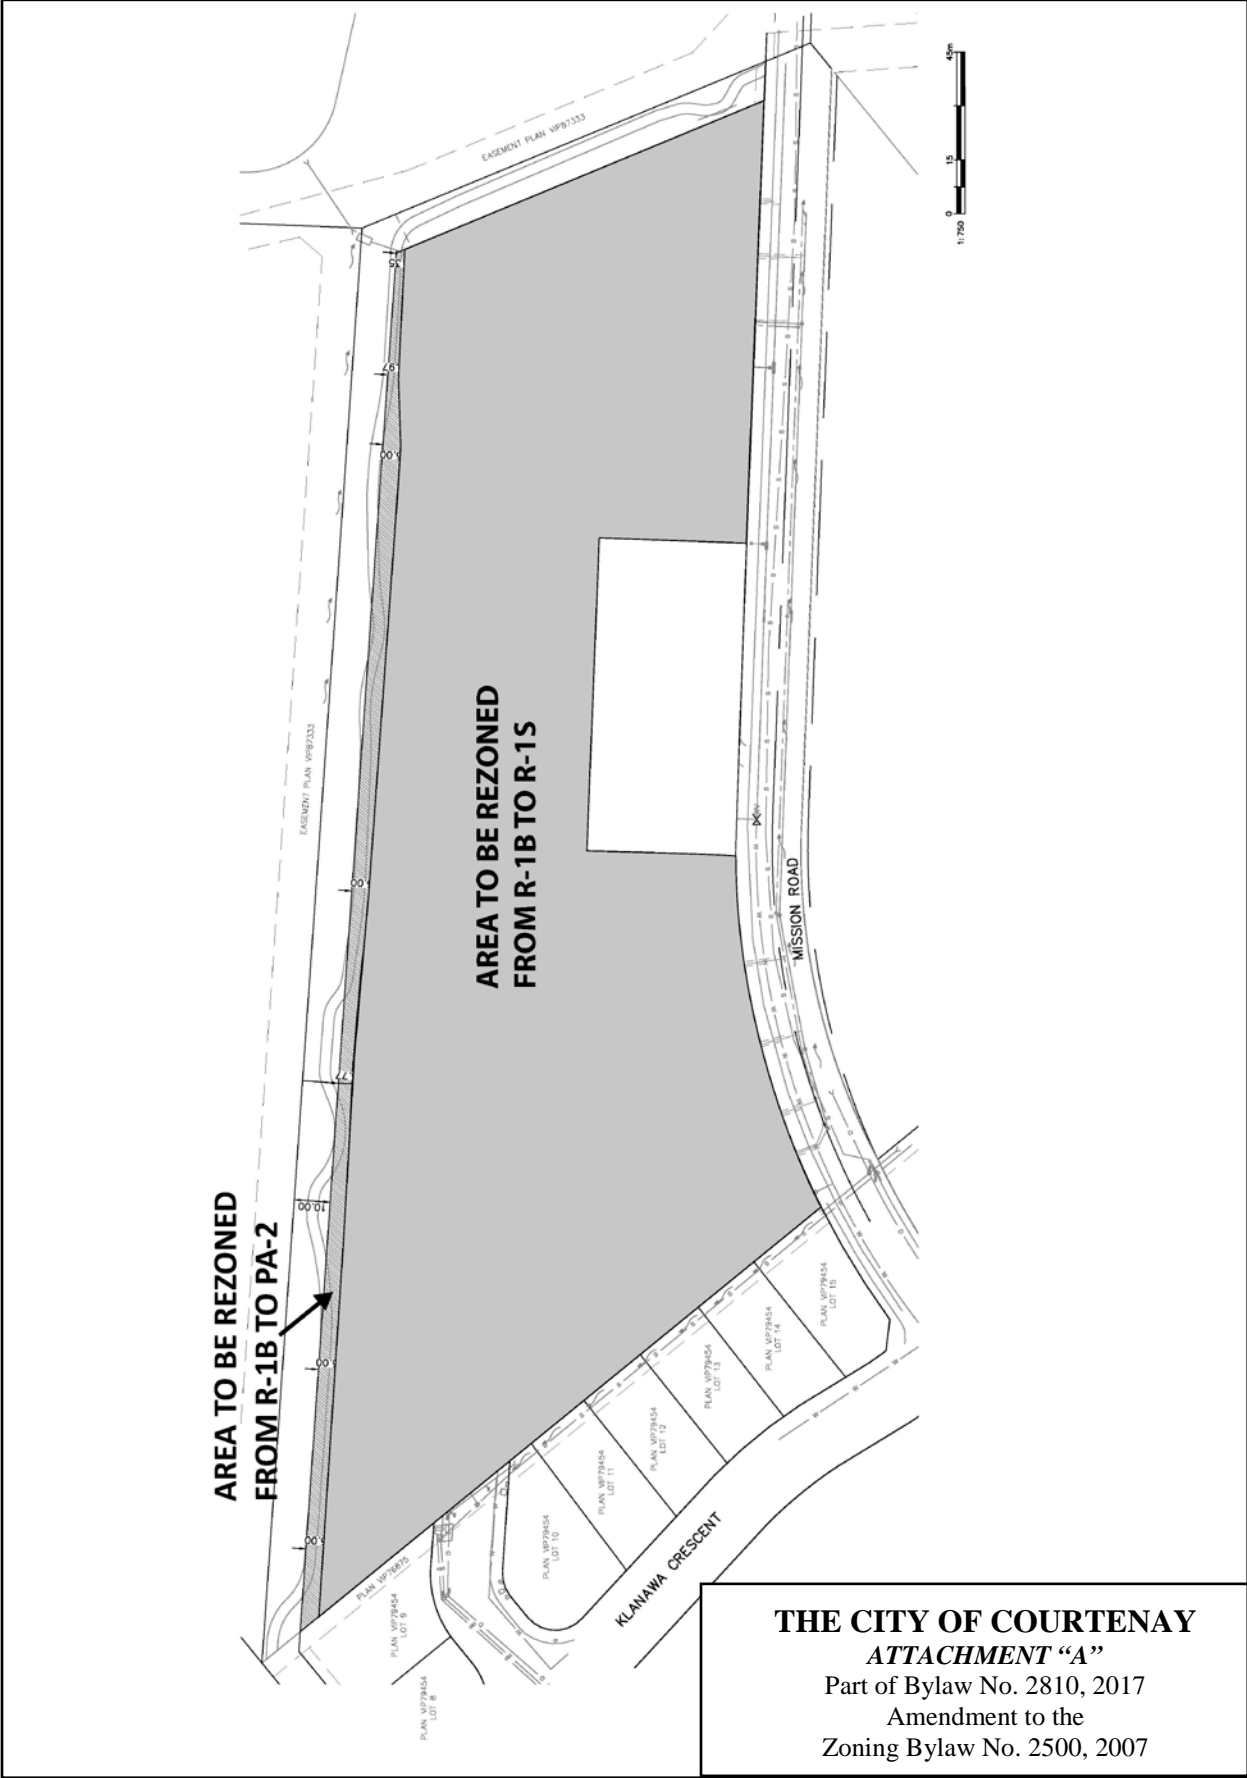 EASEMENT PLAN VIP87333
45m
15
0
1:750
EASEMENT PLAN VIP87333
AREA TO BE REZONED
FROM R-1B TO R-1S
MISSION ROAD
AREA TO BE REZONED
FROM R-1B TO PA-2
10.00
PLAN VIP79454
LOT 15
PLAN VIP79454
LOT 14
PLAN VIP79454
LOT 13
PLAN VIP79454
LOT 12
PLAN VIP79454
LOT 11
PLAN VIP79454
LOT 10
PLAN VIP76875
PLAN VIP79454
LOT 9
PLAN VIP79454
LOT 8
KLANAWA CRESCENT
THE CITY OF COURTENAY
ATTACHMENT “A”
Part of Bylaw No. 2810, 2017
Amendment to the
Zoning Bylaw No. 2500, 2007